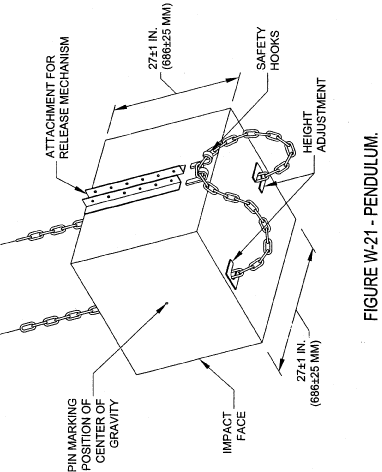 ATTACHMENT FOR
RELEASE MECHANISM
27±1 IN.
(686±25 MM)
SAFETY
HOOKS
HEIGHT
ADJUSTMENT
PIN MARKING
POSITION OF
CENTER OF
GRAVITY
IMPACT
FACE
27±1 IN.
(686±25 MM)
FIGURE W-21 - PENDULUM.